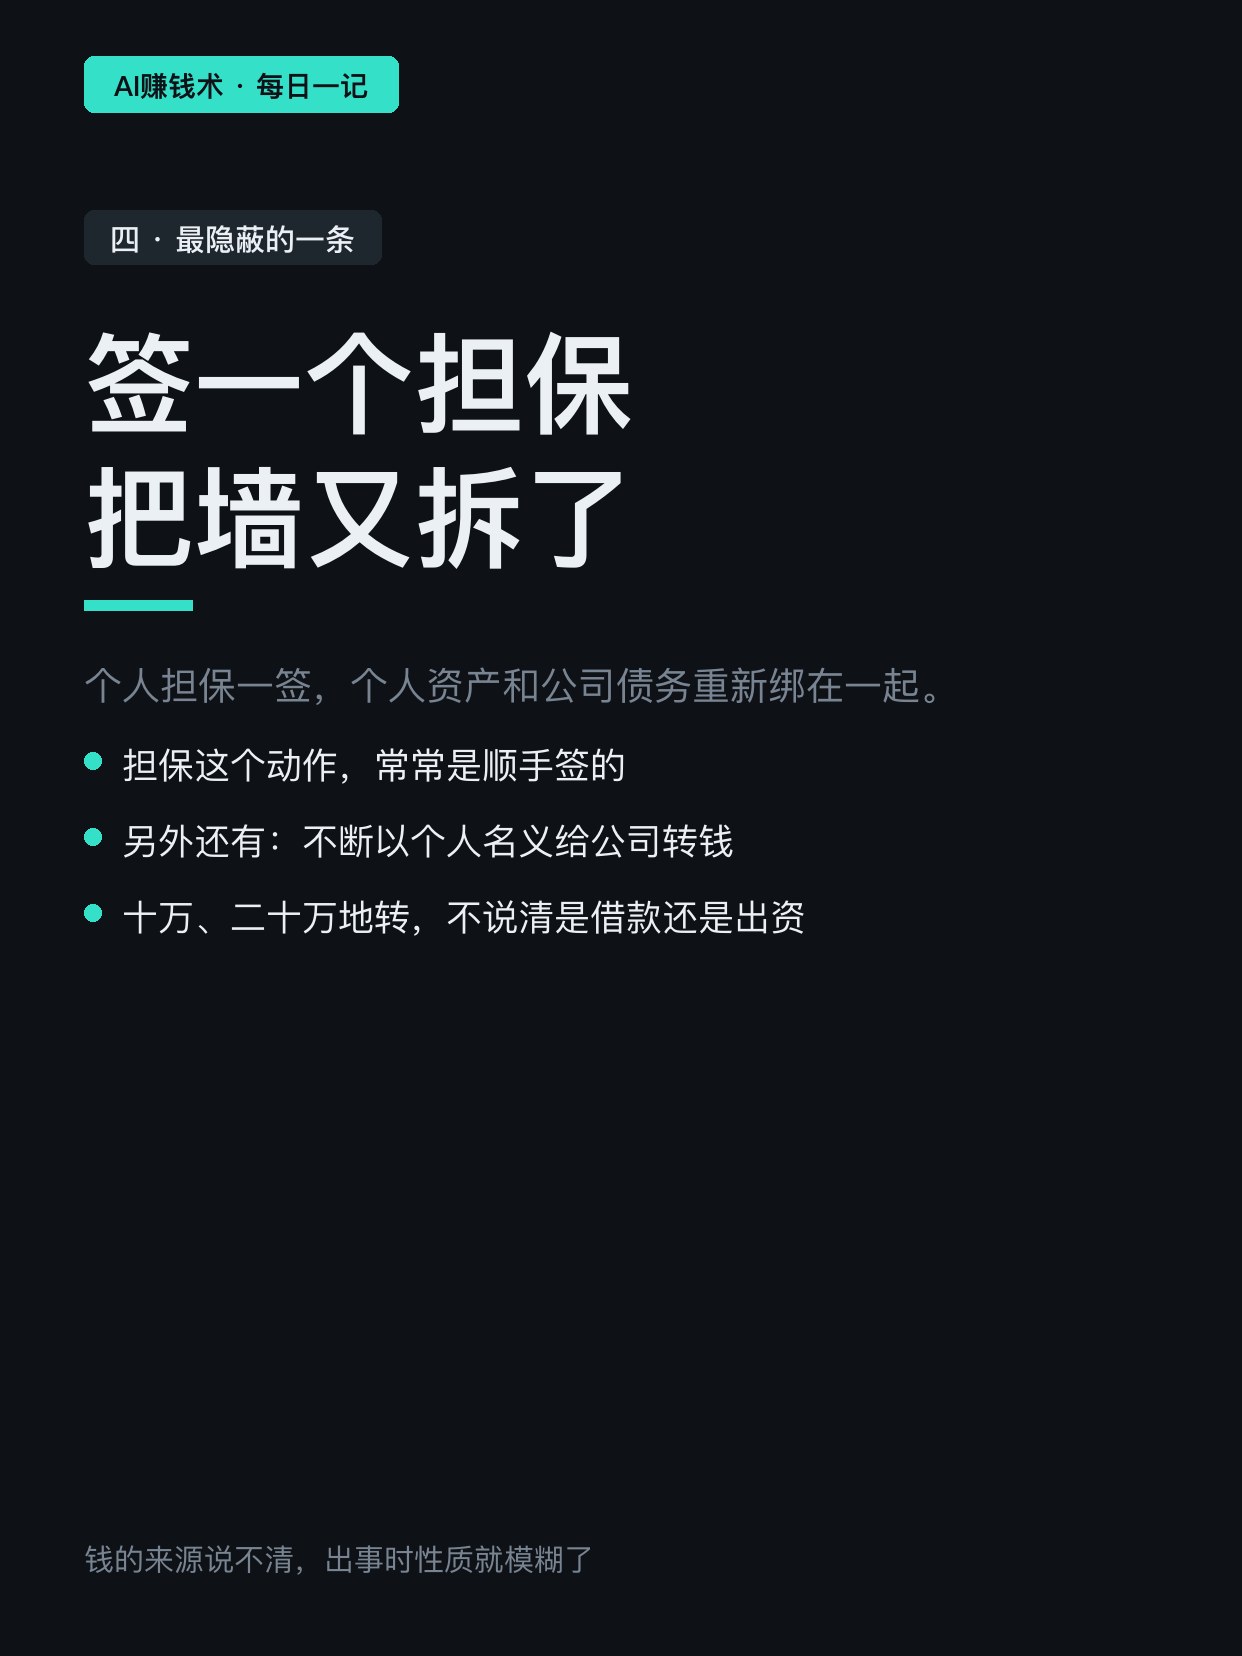 AI赚钱术 · 每日一记
四 · 最隐蔽的一条
签一个担保
把墙又拆了
个人担保一签，个人资产和公司债务重新绑在一起。
担保这个动作，常常是顺手签的
另外还有：不断以个人名义给公司转钱
十万、二十万地转，不说清是借款还是出资
钱的来源说不清，出事时性质就模糊了